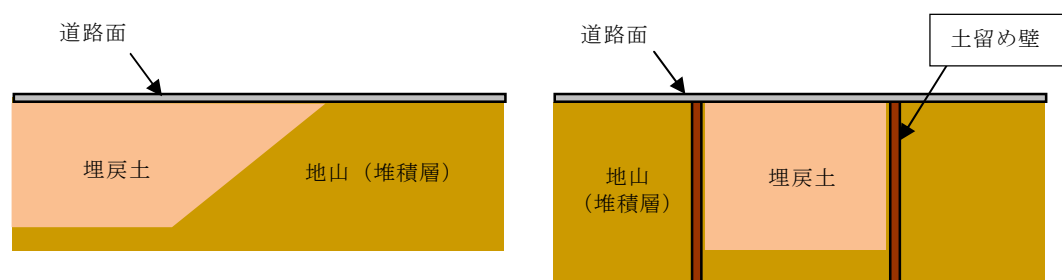 道路面
埋戻土
地山（堆積層）
道路面
土留め壁
地山
（堆積層）
埋戻土